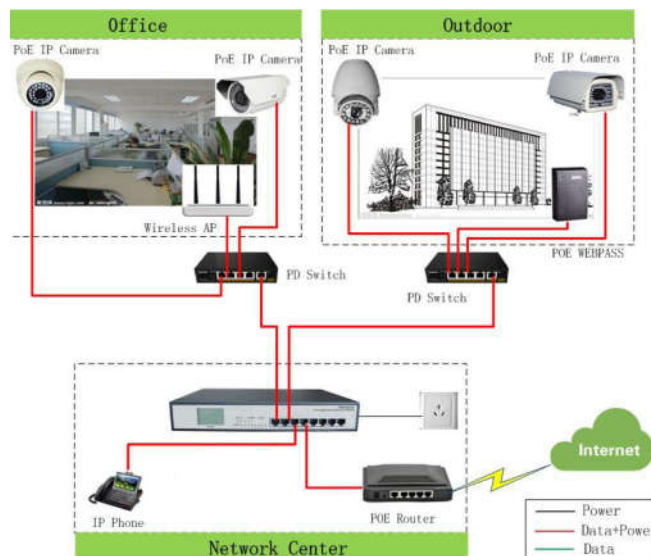 Office
Outdoor
PoE IP Camera
PoE IP Camera
PoE IP Camera
PoE IP Camera
Wireless AP
POE WEBPASS
PD Switch
PD Switch
Internet
IP Phone
POE Router
Network Center
Power
Data+Powe
Data